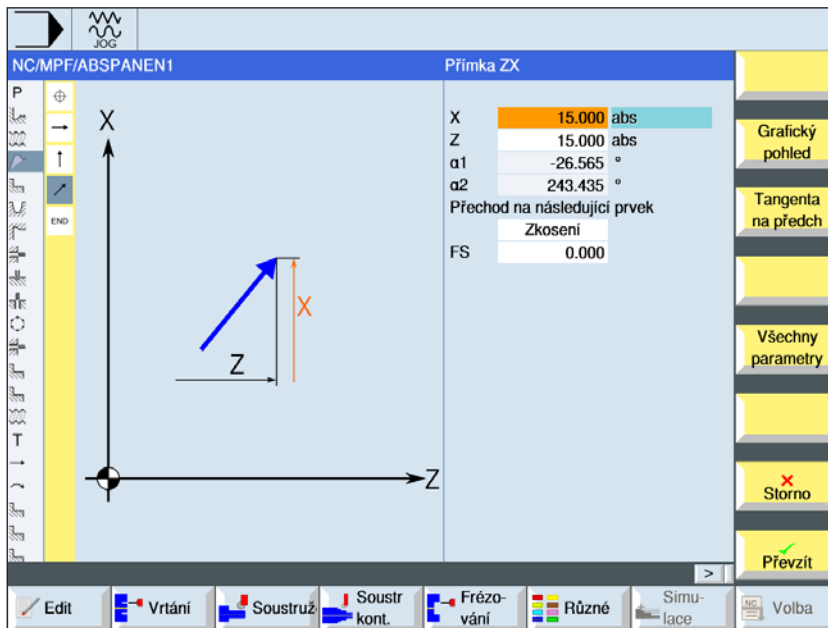 JOG
NC/MPF/ABSPANEN1
Přímka ZX
P
T
END
X
Z
X
Z
X 15.000 abs
Z 15.000 abs
α1 -26.565 °
α2 243.435 °
Přechod na následující prvek
Zkosení
FS 0.000
Grafický
pohled
Tangenta
na předch
Všechny
parametry
Storno
Převzít
>
Edit
Vrtání
Soustruž
Soustr
kont.
Frézo-
vání
Různé
Simu-
lace
NC
Volba